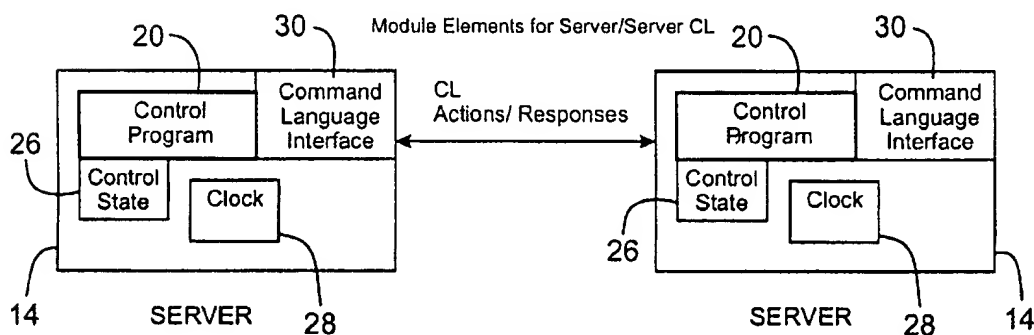 Module Elements for Server/Server CL
20
30
Control
Program
Command
Language
Interface
26
Control
State
Clock
14
SERVER
28
CL
Actions/ Responses
20
30
Control
Program
Command
Language
Interface
26
Control
State
Clock
SERVER
28
14